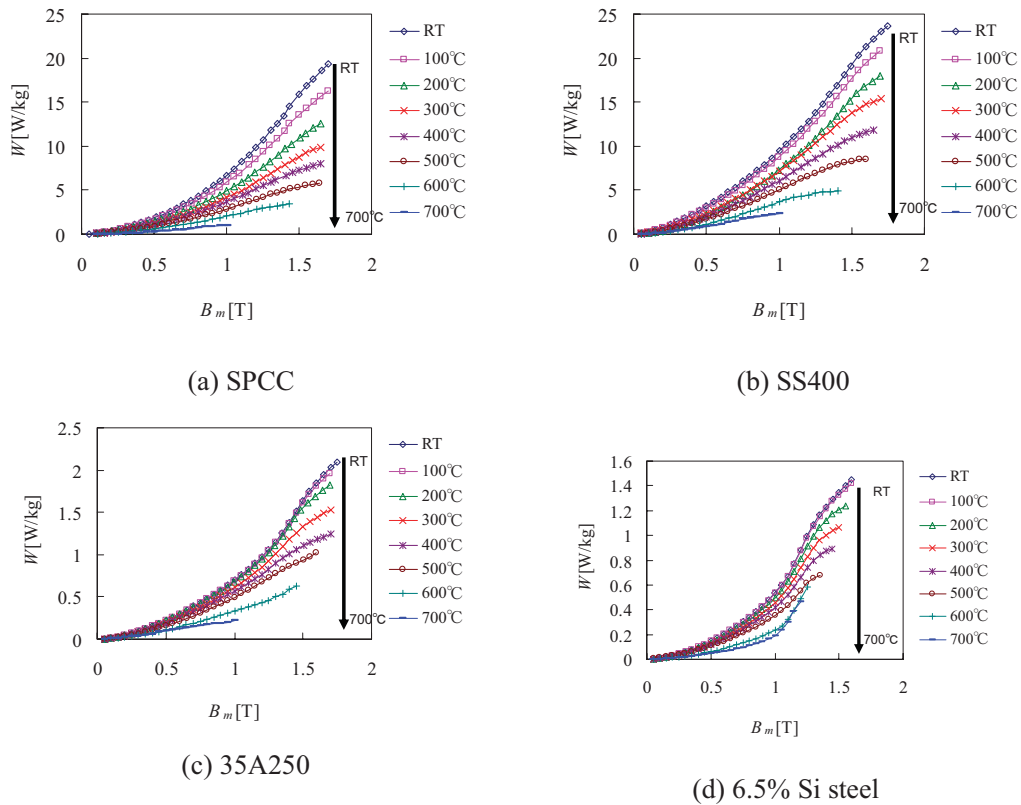 25
20
15
10
5
0
W[W/kg]
0 0.5 1 1.5 2
B m [T]
RT
700℃
RT
100℃
200℃
300℃
400℃
500℃
600℃
700℃
(a) SPCC
25
20
15
10
5
0
W[W/kg]
0 0.5 1 1.5 2
B m [T]
RT
700℃
RT
100℃
200℃
300℃
400℃
500℃
600℃
700℃
(b) SS400
2.5
2
1.5
1
0.5
0
W[W/kg]
0 0.5 1 1.5 2
B m [T]
RT
700℃
RT
100℃
200℃
300℃
400℃
500℃
600℃
700℃
(c) 35A250
1.6
1.4
1.2
1
0.8
0.6
0.4
0.2
0
W[W/kg]
0 0.5 1 1.5 2
B m [T]
RT
700℃
RT
100℃
200℃
300℃
400℃
500℃
600℃
700℃
(d) 6.5% Si steel